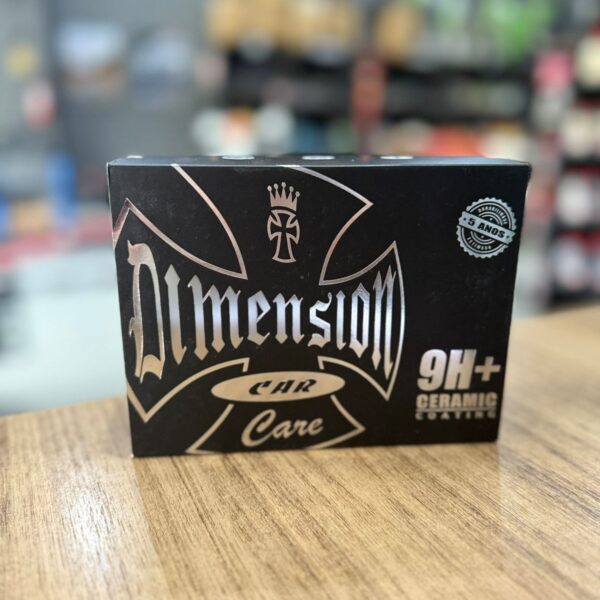 Dimension
CAR
Care
5 ANOS
9H+
CERAMIC
COATING